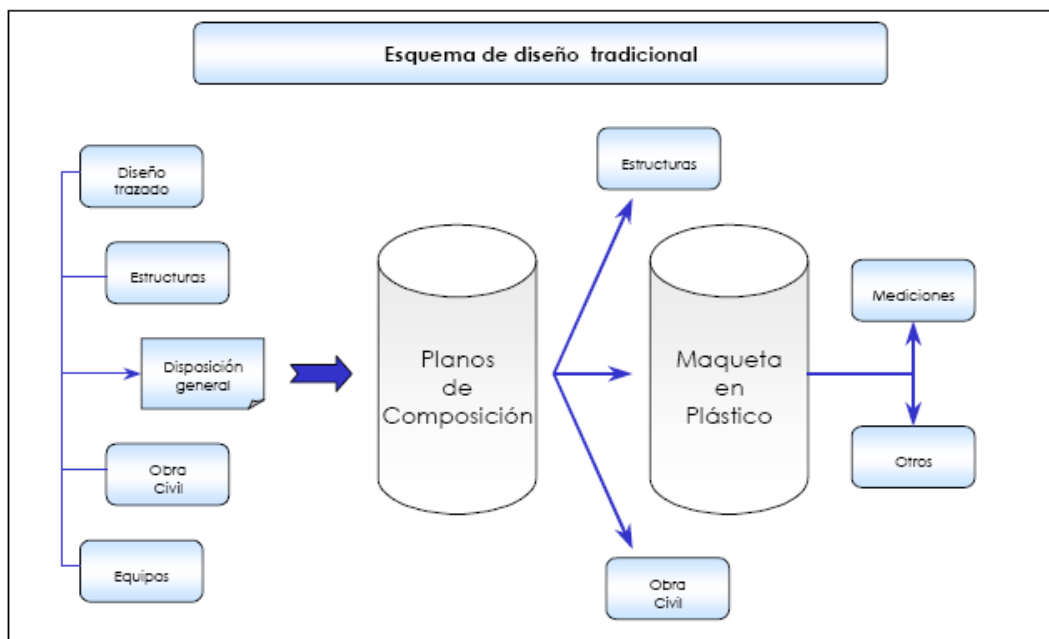 Esquema de diseño tradicional
Diseño
trazado
Estructuras
Disposición
general
Obra
Civil
Equipos
Planos
de
Composición
Estructuras
Maqueta
en
Plástico
Obra
Civil
Mediciones
Otros